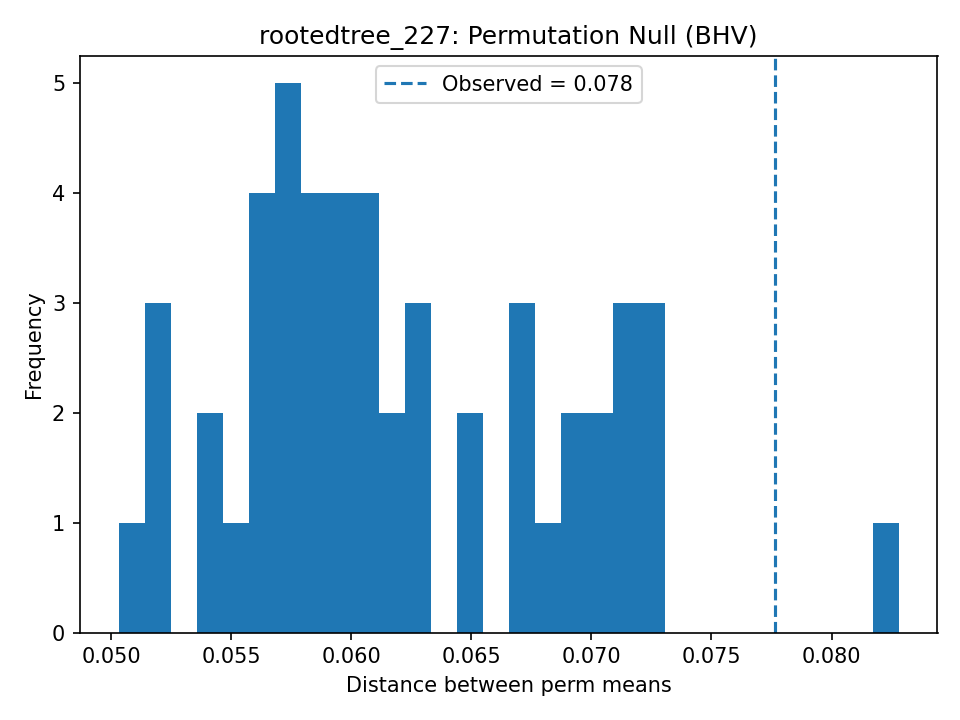 rootedtree_227: Permutation Null (BHV)
Observed = 0.078
5
4
3
2
1
0
Frequency
0.050 0.055 0.060 0.065 0.070 0.075 0.080
Distance between perm means